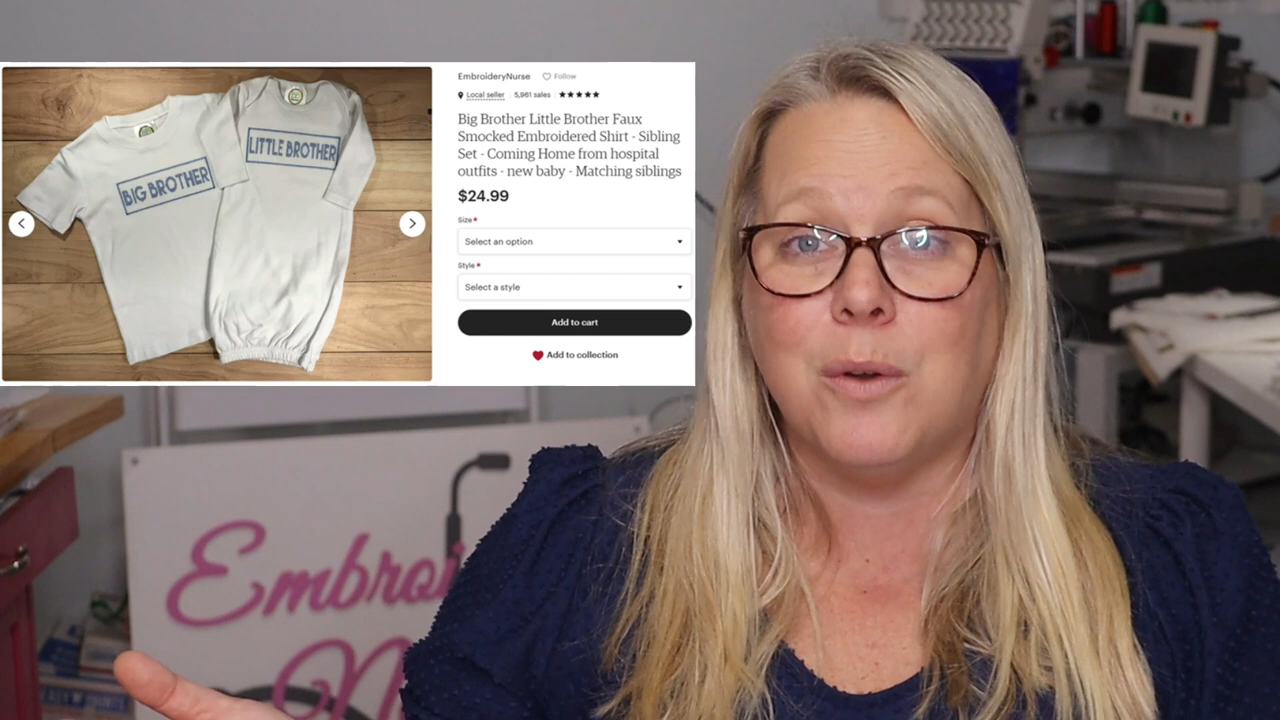 BIG BROTHER
LITTLE BROTHER
EmbroideryNurse
Follow
Local seller
5,961 sales
Big Brother Little Brother Faux
Smocked Embroidered Shirt - Sibling
Set - Coming Home from hospital
outfits - new baby - Matching siblings
$24.99
Size*
Select an option
Style*
Select a style
Add to cart
Add to collection
Embroi
N